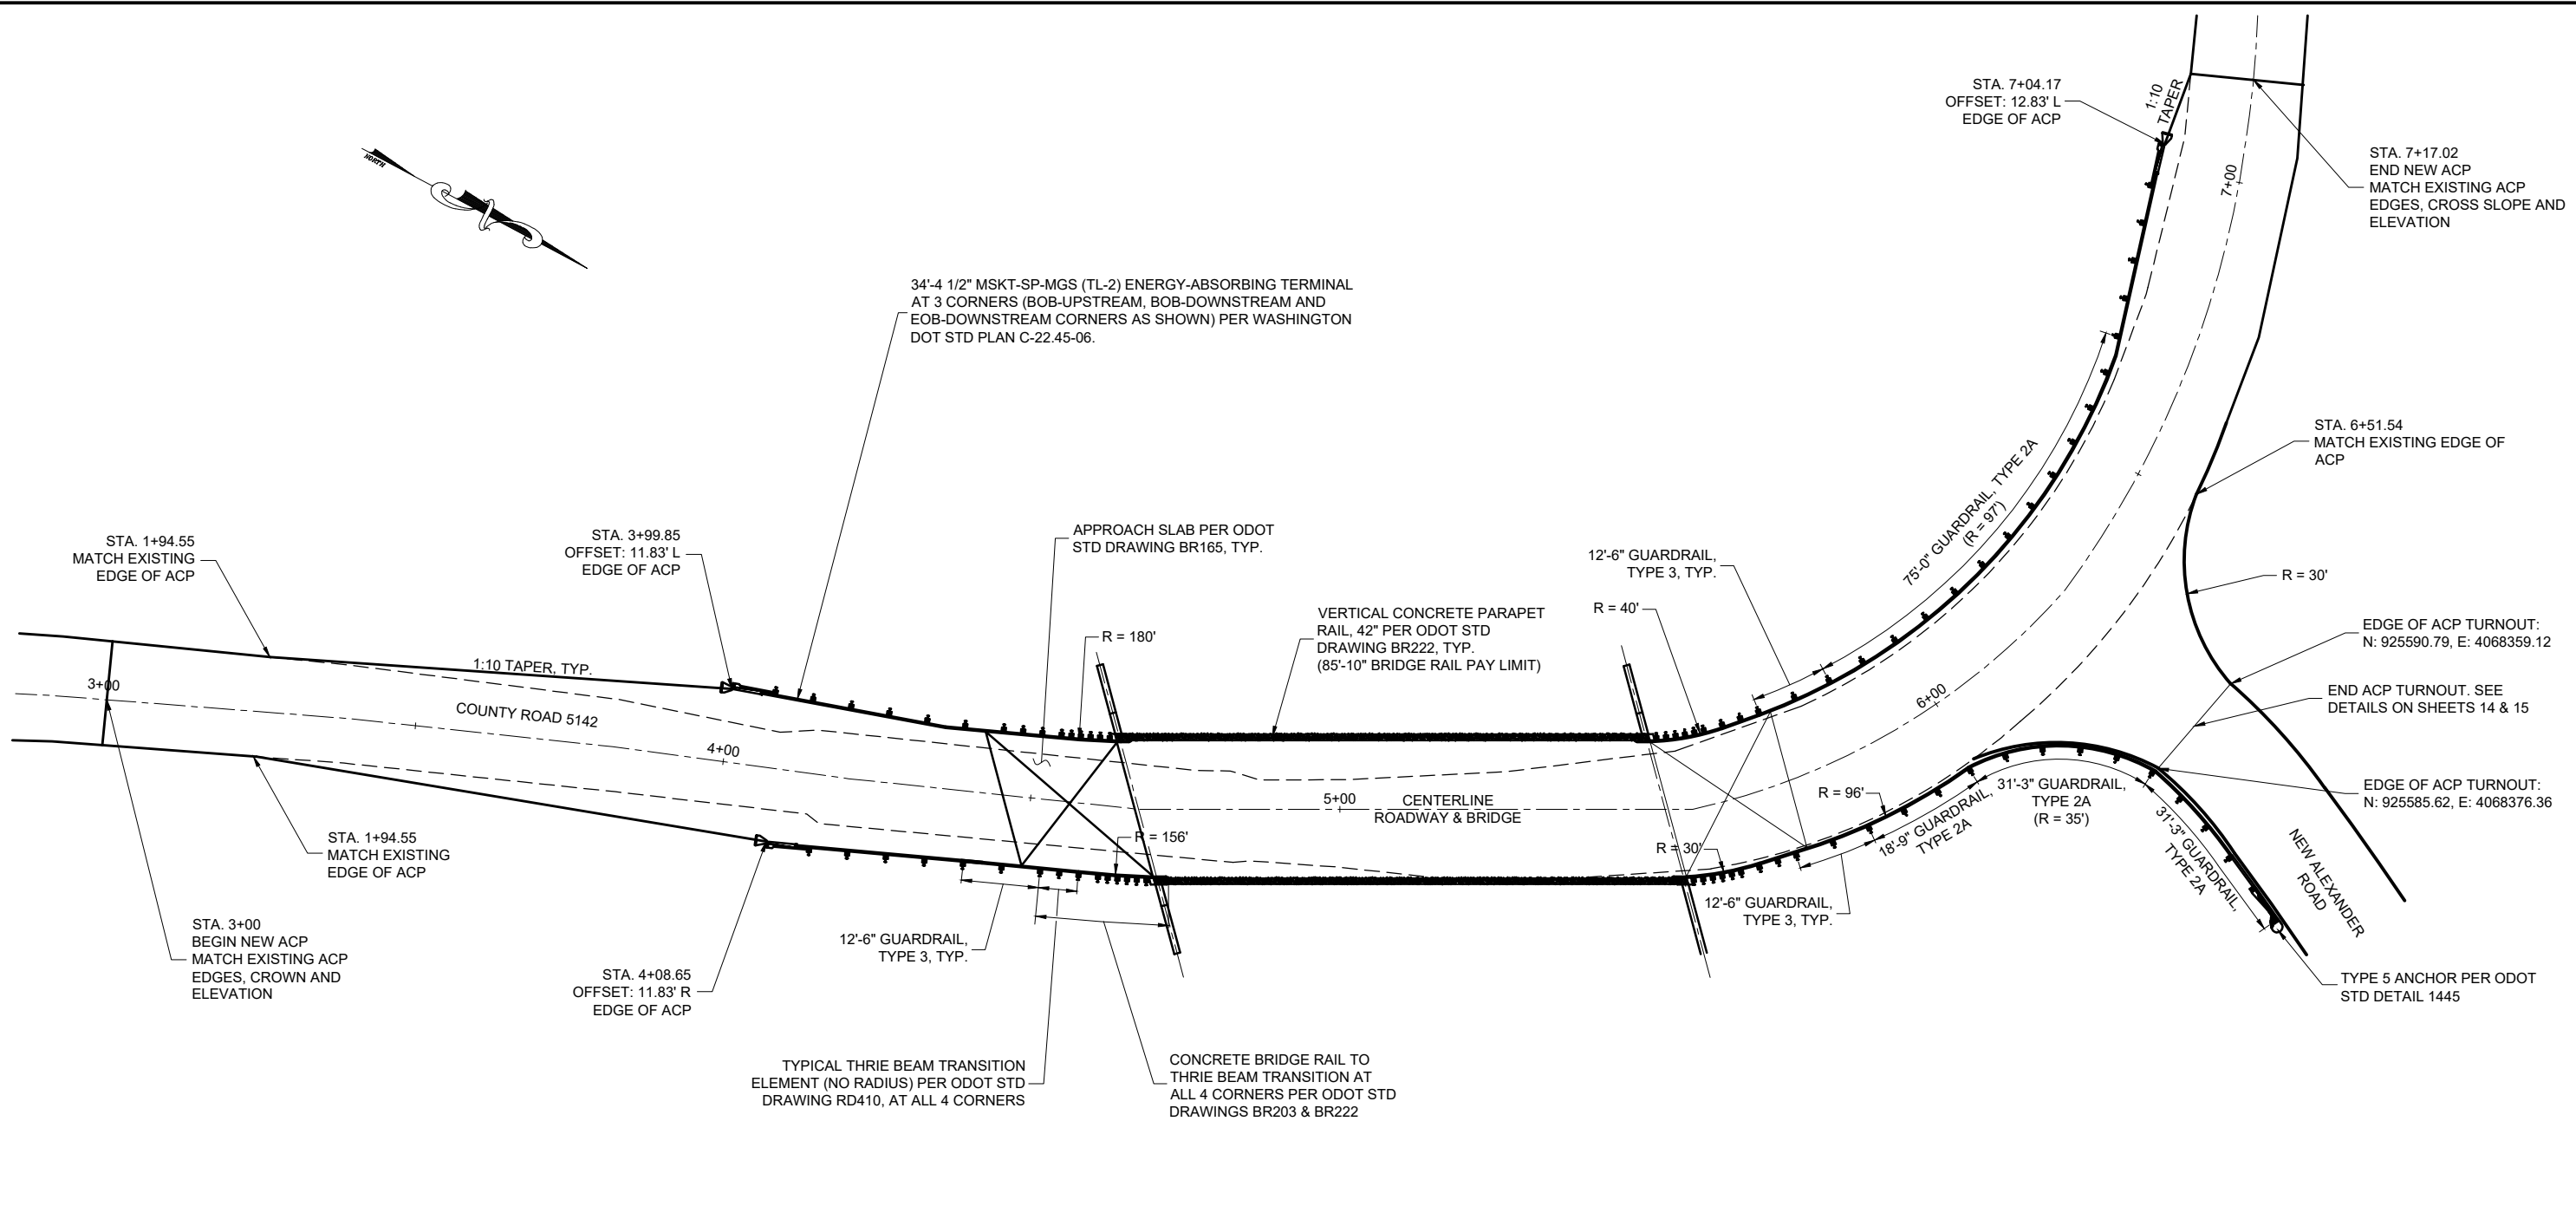 STA. 7+04.17
OFFSET: 12.83' L
EDGE OF ACP
1:10
TAPER
NORTH
STA. 7+17.02
END NEW ACP
MATCH EXISTING ACP
EDGES, CROSS SLOPE AND
ELEVATION
7+00
34'-4 1/2" MSKT-SP-MGS (TL-2) ENERGY-ABSORBING TERMINAL
AT 3 CORNERS (BOB-UPSTREAM, BOB-DOWNSTREAM AND
EOB-DOWNSTREAM CORNERS AS SHOWN) PER WASHINGTON
DOT STD PLAN C-22.45-06.
STA. 6+51.54
MATCH EXISTING EDGE OF
ACP
75'-0" GUARDRAIL, TYPE 2A
(R = 97')
STA. 1+94.55
MATCH EXISTING
EDGE OF ACP
STA. 3+99.85
OFFSET: 11.83' L
EDGE OF ACP
APPROACH SLAB PER ODOT
STD DRAWING BR165, TYP.
12'-6" GUARDRAIL,
TYPE 3, TYP.
R = 30'
R = 40'
VERTICAL CONCRETE PARAPET
RAIL, 42" PER ODOT STD
DRAWING BR222, TYP.
(85'-10" BRIDGE RAIL PAY LIMIT)
R = 180'
EDGE OF ACP TURNOUT:
N: 925590.79, E: 4068359.12
1:10 TAPER, TYP.
3+00
COUNTY ROAD 5142
4+00
6+00
END ACP TURNOUT. SEE
DETAILS ON SHEETS 14 & 15
5+00
CENTERLINE
ROADWAY & BRIDGE
R = 96'
31'-3" GUARDRAIL,
TYPE 2A
(R = 35')
EDGE OF ACP TURNOUT:
N: 925585.62, E: 4068376.36
18'-9" GUARDRAIL,
TYPE 2A
31'-3" GUARDRAIL,
TYPE 2A
NEW ALEXANDER
ROAD
STA. 1+94.55
MATCH EXISTING
EDGE OF ACP
R = 156'
R = 30'
12'-6" GUARDRAIL,
TYPE 3, TYP.
STA. 3+00
BEGIN NEW ACP
MATCH EXISTING ACP
EDGES, CROWN AND
ELEVATION
12'-6" GUARDRAIL,
TYPE 3, TYP.
STA. 4+08.65
OFFSET: 11.83' R
EDGE OF ACP
TYPE 5 ANCHOR PER ODOT
STD DETAIL 1445
TYPICAL THRIE BEAM TRANSITION
ELEMENT (NO RADIUS) PER ODOT STD
DRAWING RD410, AT ALL 4 CORNERS
CONCRETE BRIDGE RAIL TO
THRIE BEAM TRANSITION AT
ALL 4 CORNERS PER ODOT STD
DRAWINGS BR203 & BR222